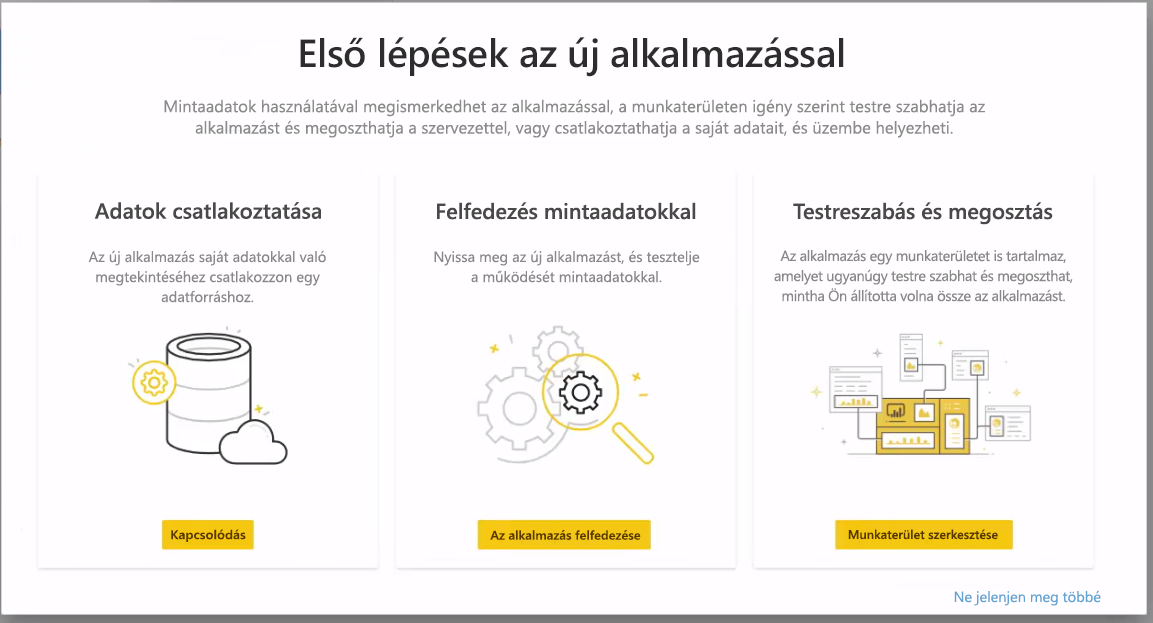 Első lépések az új alkalmazással
Mintaadatok használatával megismerkedhet az alkalmazással, a munkaterületen igény szerint testre szabhatja az
alkalmazást és megoszthatja a szervezettel, vagy csatlakoztathatja a saját adatait, és üzembe helyezheti.
Adatok csatlakoztatása
Az új alkalmazás saját adatokkal való
megtekintéséhez csatlakozzon egy
adatforráshoz.
Kapcsolódás
Felfedezés mintaadatokkal
Nyissa meg az új alkalmazást, és tesztelje
a működését mintaadatokkal.
Az alkalmazás felfedezése
Testreszabás és megosztás
Az alkalmazás egy munkaterületet is tartalmaz,
amelyet ugyanúgy testre szabhat és megoszthat,
mintha Ön állította volna össze az alkalmazást.
Munkaterület szerkesztése
Ne jelenjen meg többé